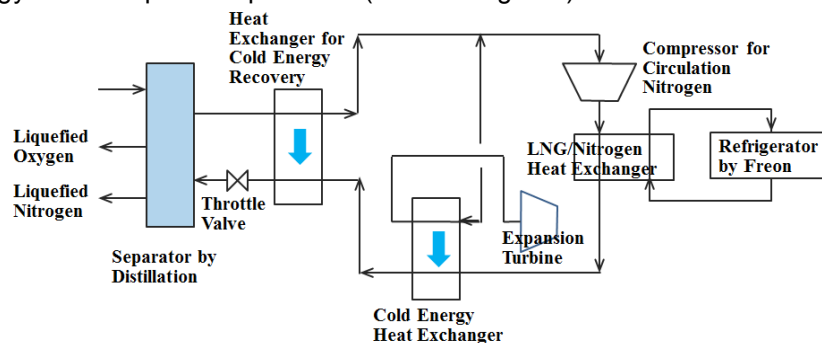 Heat
Exchanger for
Cold Energy
Recovery
Compressor for
Circulation
Nitrogen
Liquefied
Oxygen
LNG/Nitrogen
Heat Exchanger
Refrigerator
by Freon
Liquefied
Nitrogen
Throttle
Valve
Expansion
Turbine
Separator by
Distillation
Cold Energy
Heat Exchanger